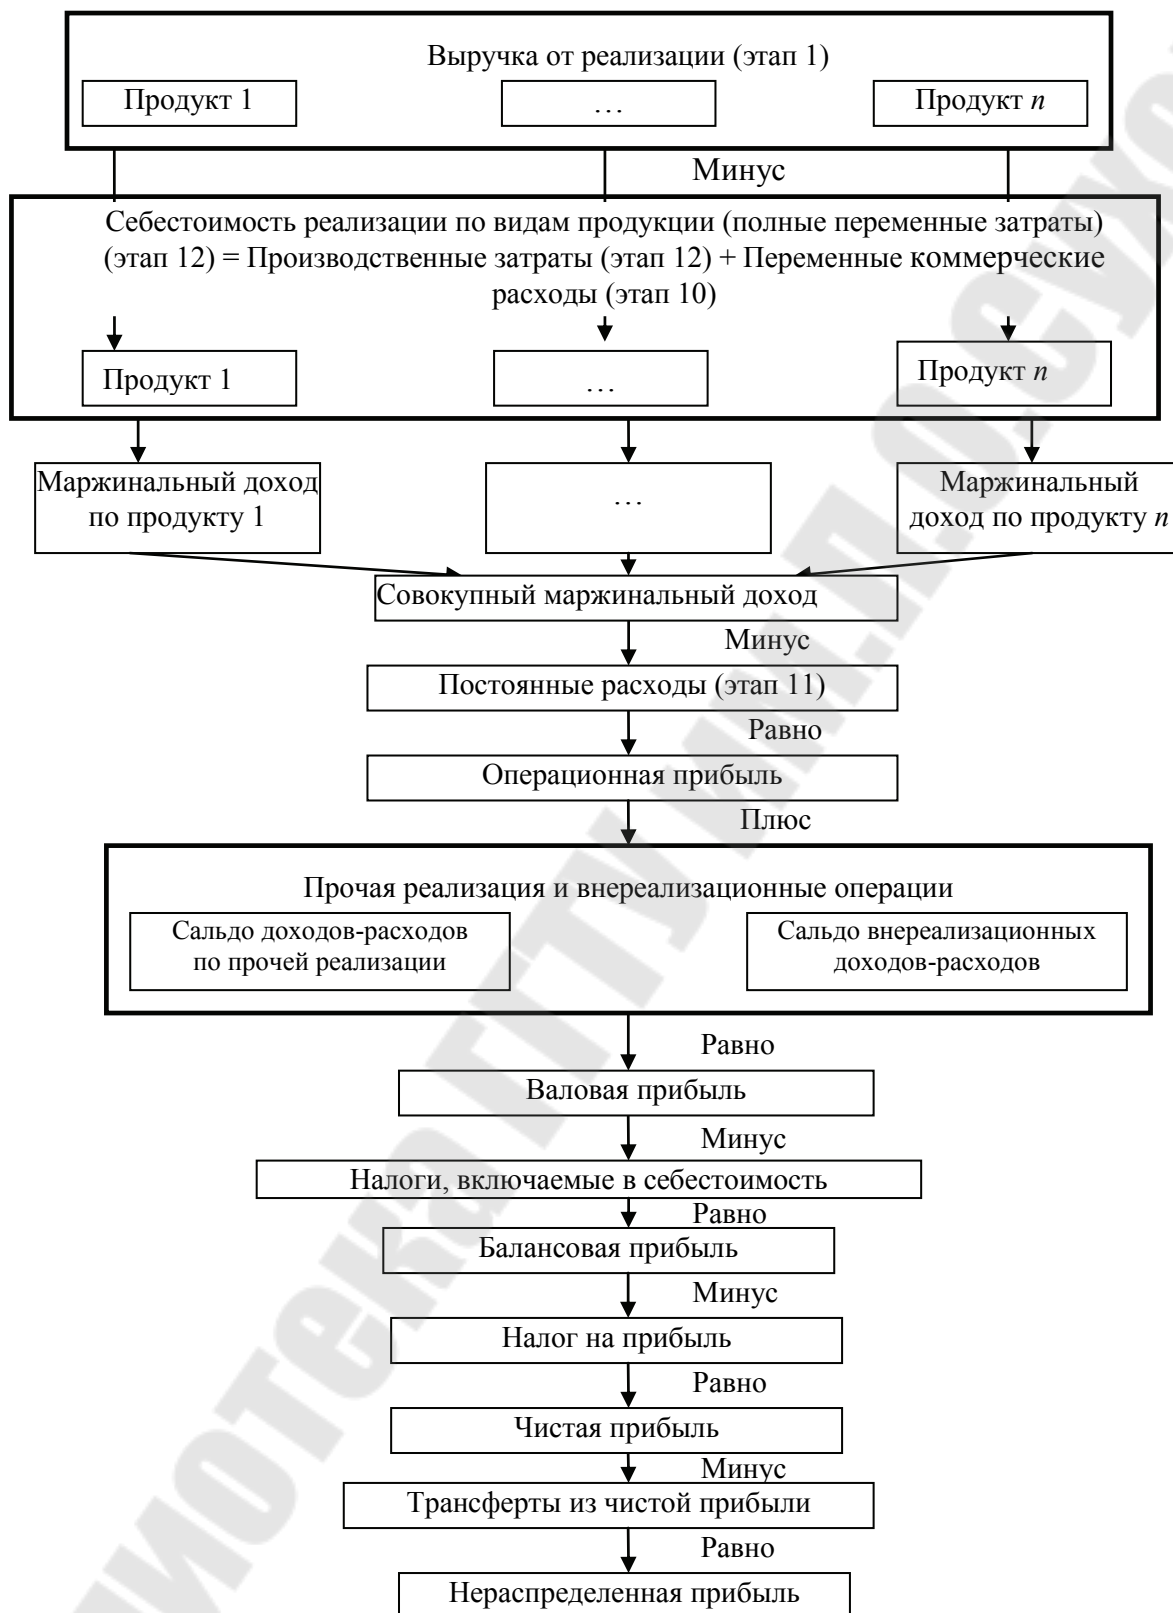 Выручка от реализации (этап 1)
Продукт 1
…
Продукт n
Минус
Себестоимость реализации по видам продукции (полные переменные затраты)
(этап 12) = Производственные затраты (этап 12) + Переменные коммерческие
расходы (этап 10)
Продукт 1
…
Продукт n
Маржинальный доход
по продукту 1
…
Маржинальный
доход по продукту n
Совокупный маржинальный доход
Минус
Постоянные расходы (этап 11)
Равно
Операционная прибыль
Плюс
Прочая реализация и внереализационные операции
Сальдо доходов-расходов
по прочей реализации
Сальдо внереализационных
доходов-расходов
Равно
Валовая прибыль
Минус
Налоги, включаемые в себестоимость
Равно
Балансовая прибыль
Минус
Налог на прибыль
Равно
Чистая прибыль
Минус
Трансферты из чистой прибыли
Равно
Нераспределенная прибыль